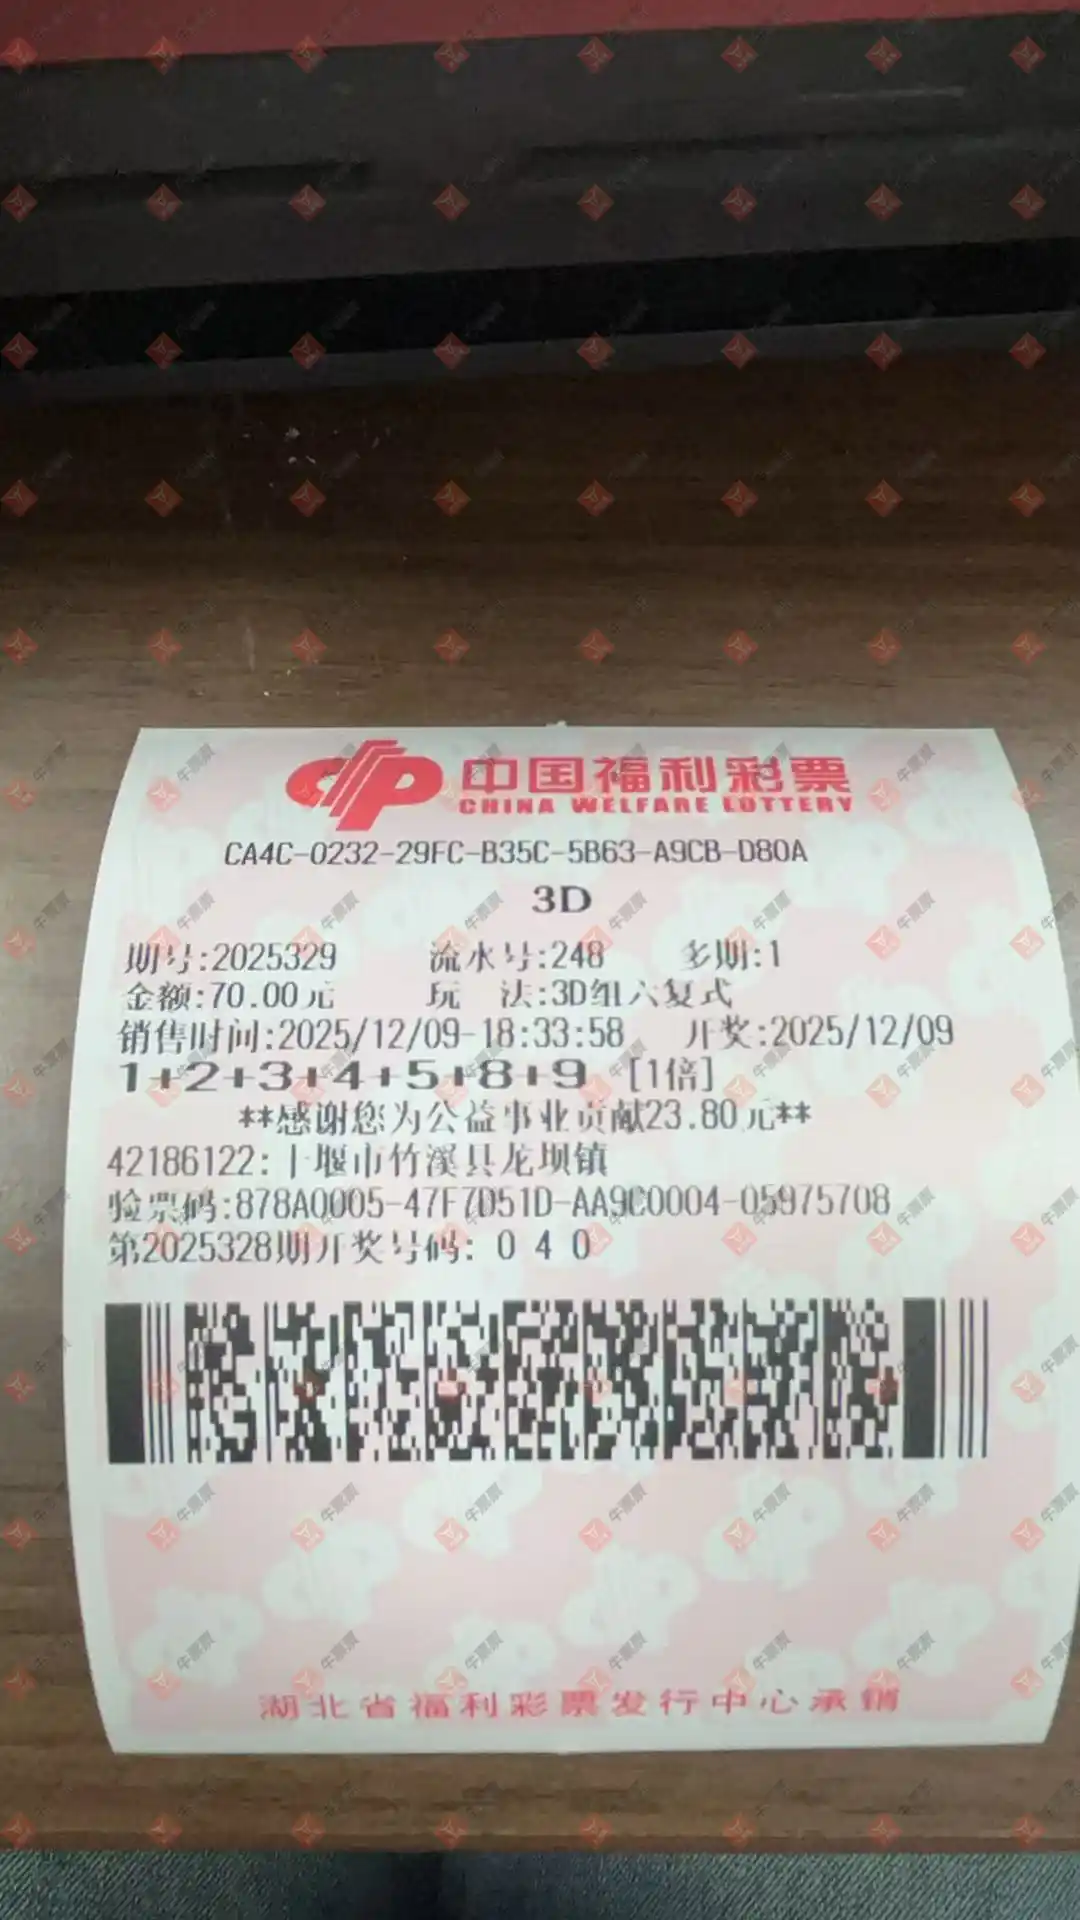 中国福利彩票
CHINA WELFARE LOTTERY
CA4C-0232-29FC-B35C-5B63-A9CB-D80A
3D
期号:2025329 流水号:248 多期:1
金额:70.00元 玩 法:3D组六复式
销售时间:2025/12/09-18:33:58 开奖:2025/12/09
1+2+3+4+5+8+9 [1倍]
**感谢您为公益事业贡献23.80元**
42186122:十堰市竹溪县龙坝镇
验票码:878A0005-47F7D51D-AA9C0004-05975708
第2025328期开奖号码: 0 4 0
湖北省福利彩票发行中心承销
牛票票